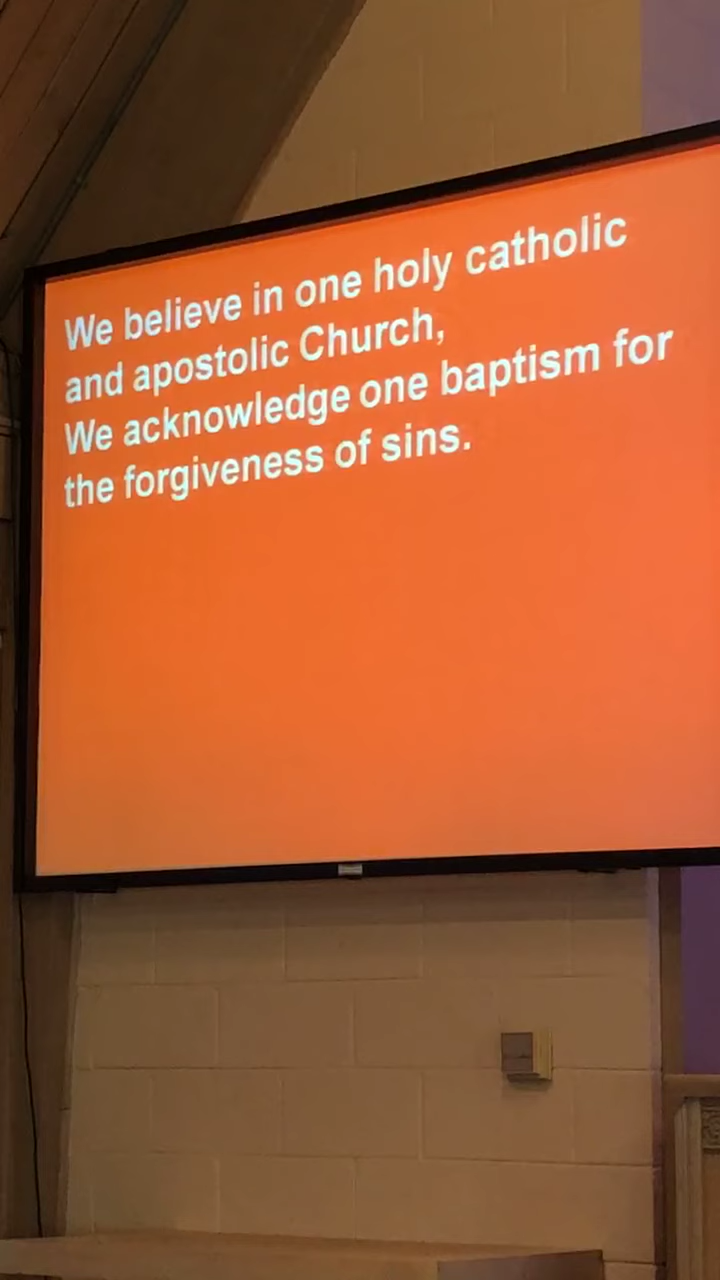 We believe in one holy catholic
and apostolic Church,
We acknowledge one baptism for
the forgiveness of sins.